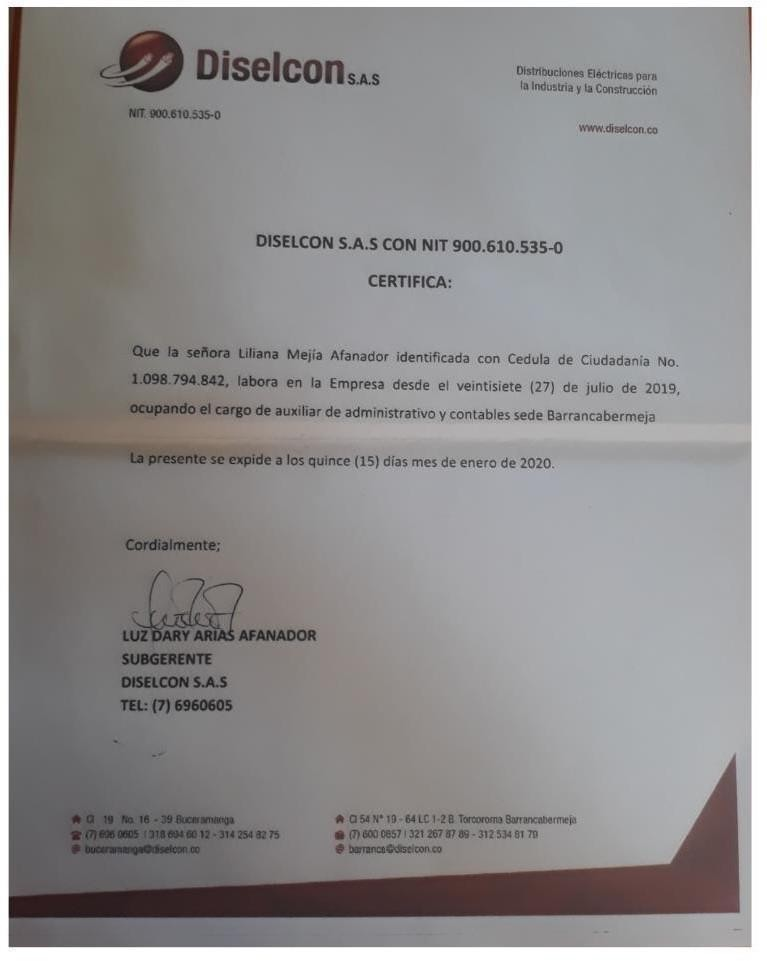 Diselcon S.A.S
Distribuciones Eléctricas para
la Industria y la Construcción
NIT. 900.610.535-0
www.diselcon.co
DISELCON S.A.S CON NIT 900.610.535-0
CERTIFICA:
Que la señora Liliana Mejía Afanador identificada con Cedula de Ciudadanía No.
1.098.794.842, labora en la Empresa desde el veintisiete (27) de julio de 2019,
ocupando el cargo de auxiliar de administrativo y contables sede Barrancabermeja
La presente se expide a los quince (15) días mes de enero de 2020.
Cordialmente;
LUZ DARY ARIAS AFANADOR
SUBGERENTE
DISELCON S.A.S
TEL: (7) 6960605
Cl 19 No. 16 - 39 Bucaramanga
(7) 696 0605 | 318 694 60 12 - 314 254 82 75
bucaramanga@diselcon.co
Cl 54 N° 19 - 64 LC 1-2 B. Torcoroma Barrancabermeja
(7) 600 0857 | 321 267 87 89 - 312 534 81 79
barranca@diselcon.co